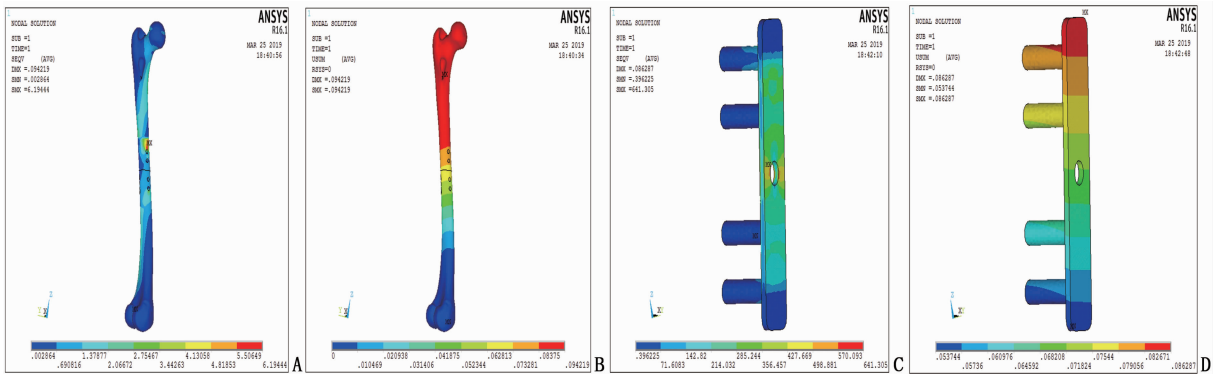 1
NODAL SOLUTION
SUB =1
TIME=1
SEQV (AVG)
DMX =.094219
SMN =.002864
SMX =6.19444
ANSYS
R16.1
MAR 25 2019
18:40:56
MX
Z
.002864 1.37877 2.75467 4.13058 5.50649
.690816 2.06672 3.44263 4.81853 6.19444
A
1
NODAL SOLUTION
SUB =1
TIME=1
USUM (AVG)
RSYS=0
DMX =.094219
SMX =.094219
ANSYS
R16.1
MAR 25 2019
18:40:34
MX
Z
0 .020938 .041875 .062813 .08375
.010469 .031406 .052344 .073281 .094219
B
1
NODAL SOLUTION
SUB =1
TIME=1
SEQV (AVG)
DMX =.086287
SMN =.396225
SMX =641.305
ANSYS
R16.1
MAR 25 2019
18:42:10
MX
Z
.396225 142.82 285.244 427.669 570.093
71.6083 214.032 356.457 498.881 641.305
C
1
NODAL SOLUTION
SUB =1
TIME=1
USUM (AVG)
RSYS=0
DMX =.086287
SMN =.053744
SMX =.086287
ANSYS
R16.1
MAR 25 2019
18:42:48
MX
Z
.053744 .060976 .068208 .07544 .082671
.05736 .064592 .071824 .079056 .086287
D